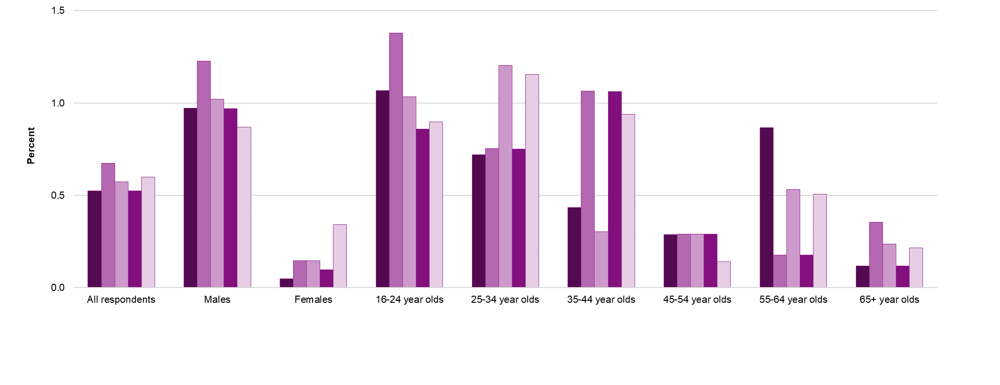 1.5
1.0
Percent
0.5
0.0
All respondents
Males
Females
16-24 year olds
25-34 year olds
35-44 year olds
45-54 year olds
55-64 year olds
65+ year olds